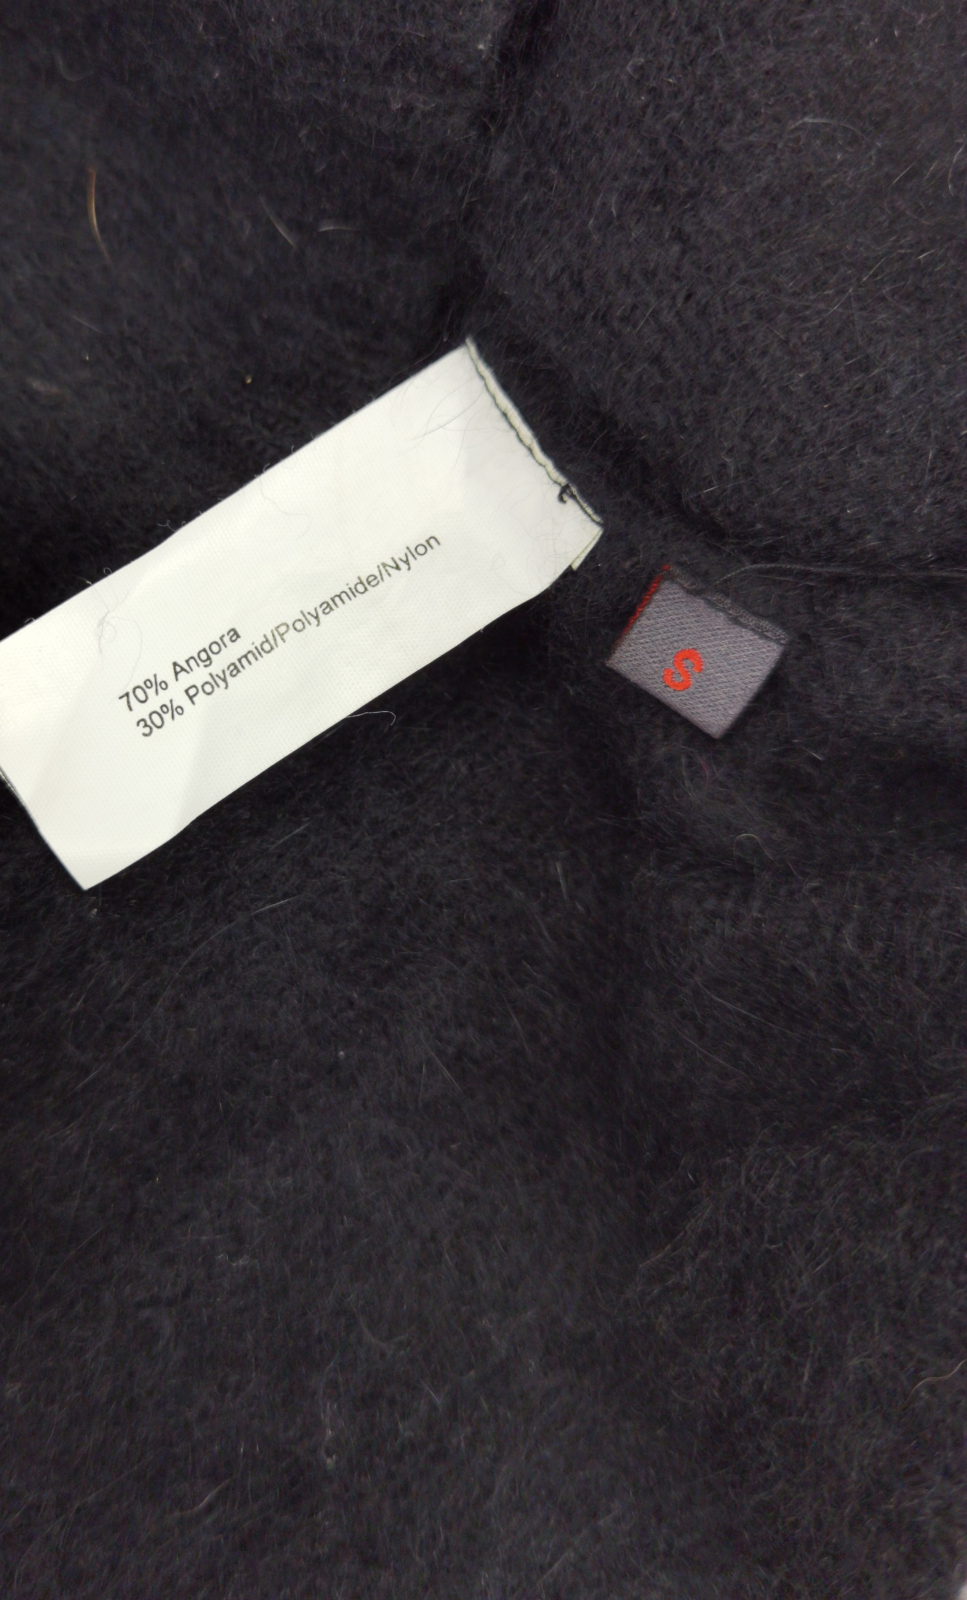 70% Angora
30% Polyamid/Polyamide/Nylon
S